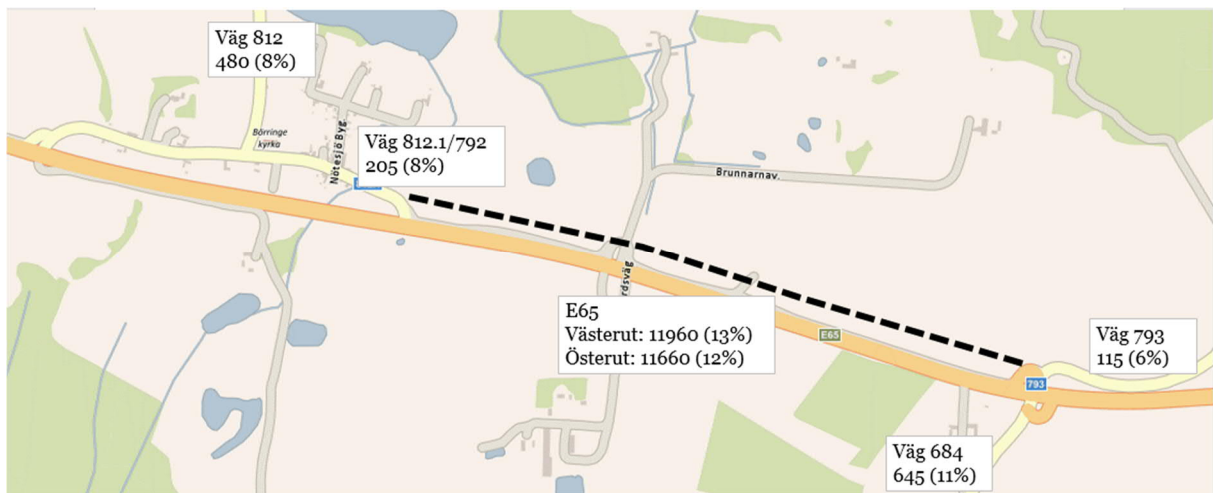 Väg 812
480 (8%)
Börringe
kyrka
Nötesjö Byg.
Väg 812.1/792
205 (8%)
Brunnarnav.
rdsväg
E65
Västerut: 11960 (13%)
Österut: 11660 (12%)
E65
Väg 793
115 (6%)
793
Väg 684
645 (11%)